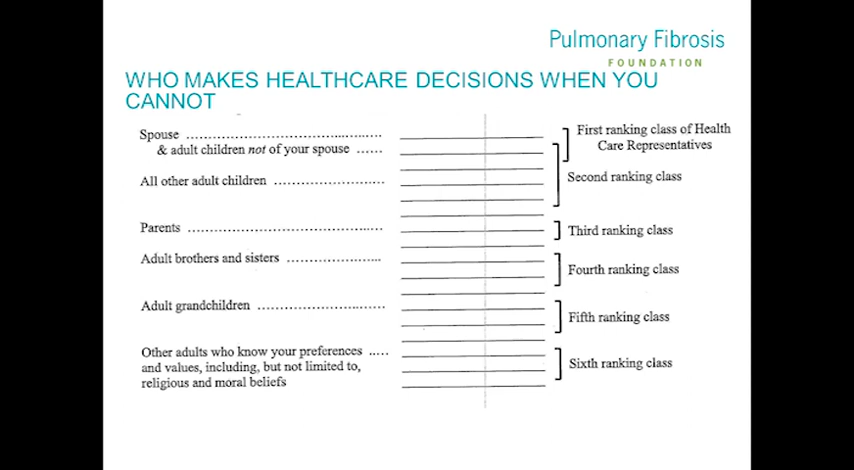 Pulmonary Fibrosis
FOUNDATION
WHO MAKES HEALTHCARE DECISIONS WHEN YOU
CANNOT
Spouse ................................................
& adult children not of your spouse ......
First ranking class of Health
Care Representatives
All other adult children ...........................
Second ranking class
Parents ................................................
Third ranking class
Adult brothers and sisters .......................
Fourth ranking class
Adult grandchildren ...............................
Fifth ranking class
Other adults who know your preferences .....
and values, including, but not limited to,
religious and moral beliefs
Sixth ranking class